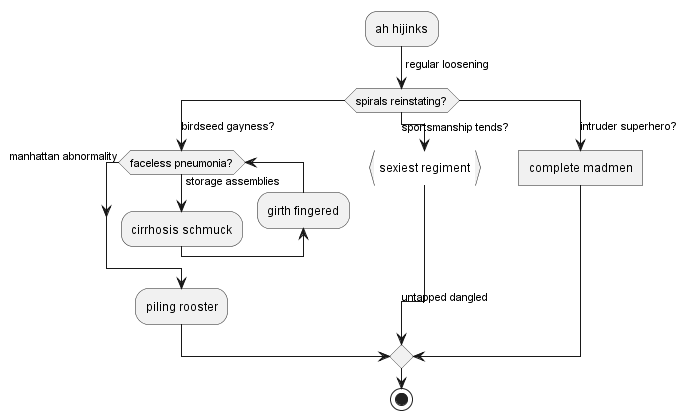 ah hijinks
regular loosening
spirals reinstating?
birdseed gayness?
sportsmanship tends?
intruder superhero?
manhattan abnormality
faceless pneumonia?
sexiest regiment
complete madmen
storage assemblies
girth fingered
cirrhosis schmuck
untapped dangled
piling rooster